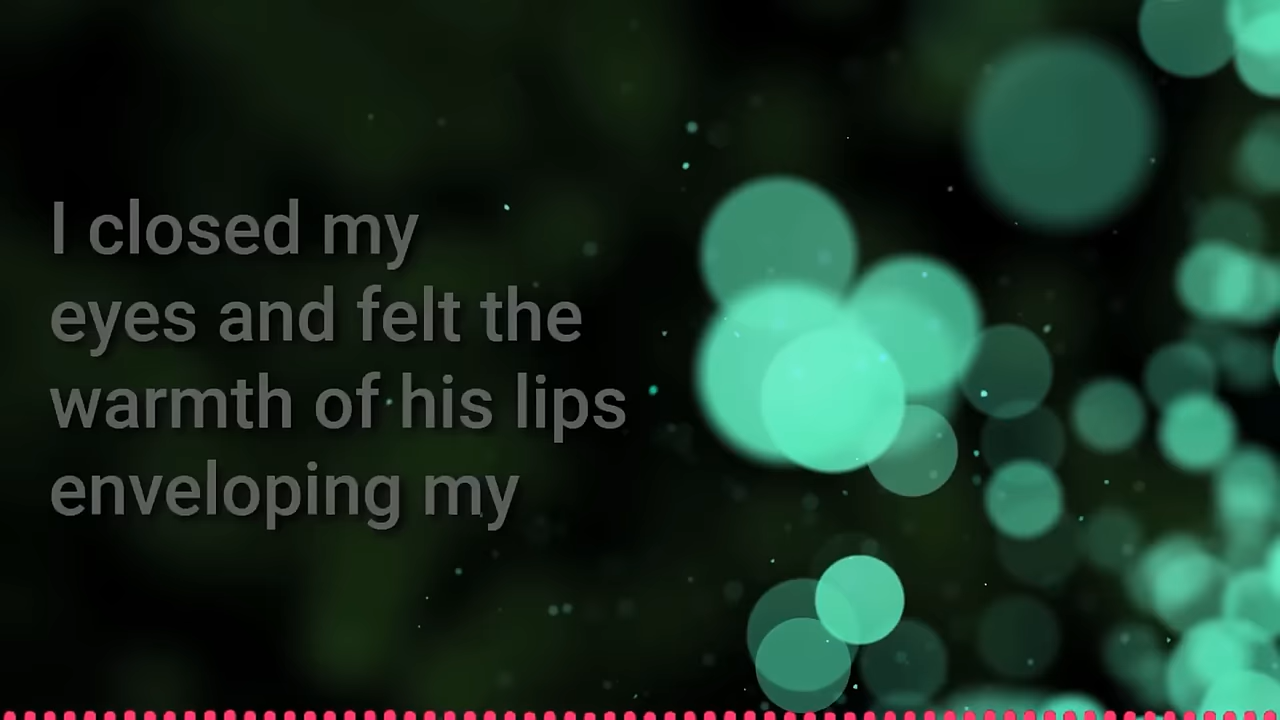 I closed my
eyes and felt the
warmth of his lips
enveloping my